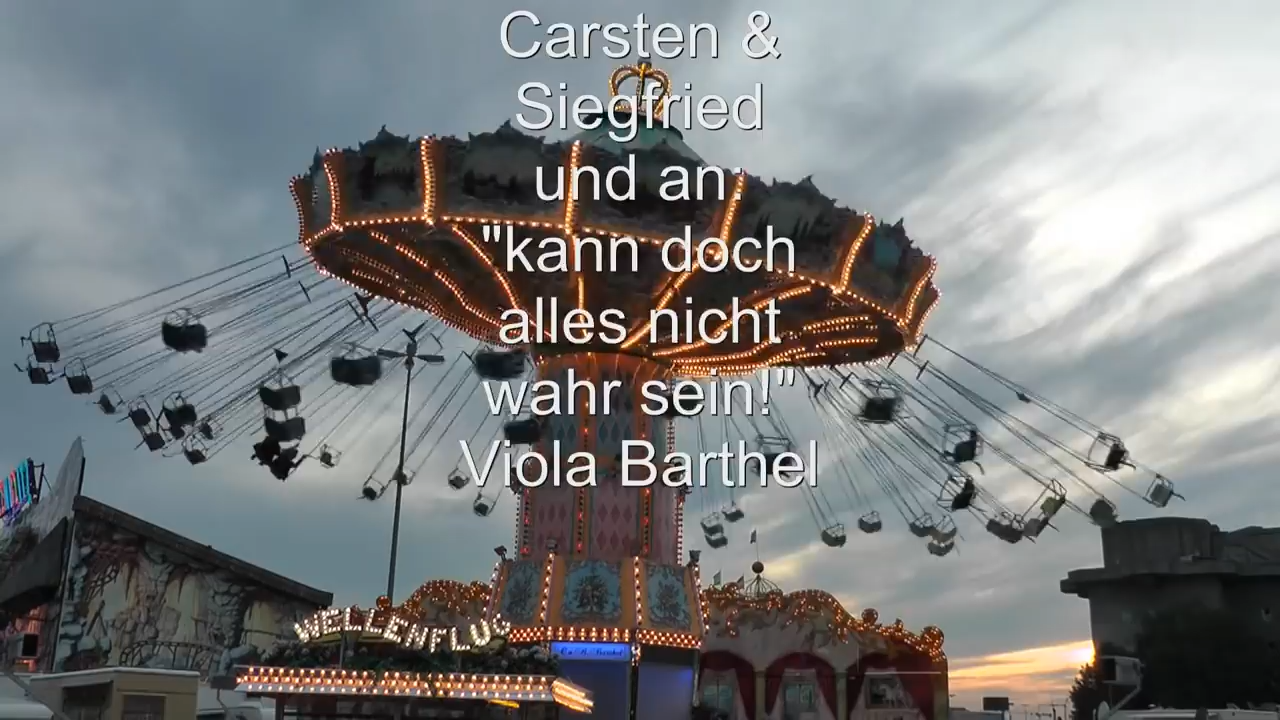 Carsten &
Siegfried
und an:
"kann doch
alles nicht
wahr sein!"
Viola Barthel
WELLENFLUG